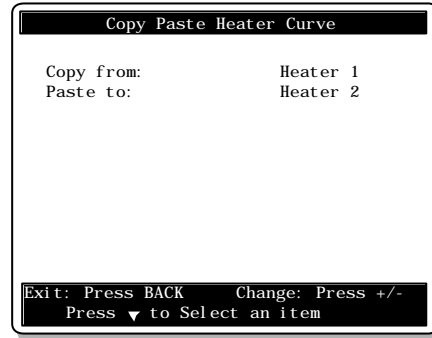 Copy Paste Heater Curve
Copy from: Heater 1
Paste to: Heater 2
Exit: Press BACK Change: Press +/-
Press ▼ to Select an item